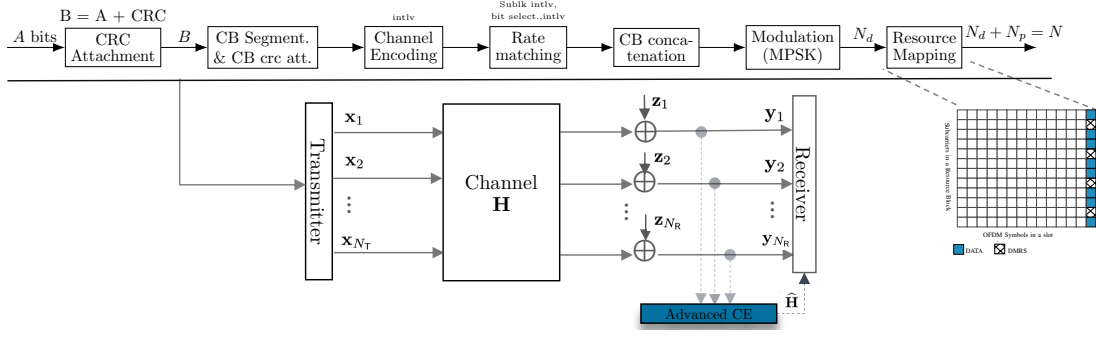 B = A + CRC
A bits
CRC
Attachment
B
CB Segment.
& CB crc att.
intlv
Channel
Encoding
Sublk intlv,
bit select.,intlv
Rate
matching
CB conca-
tenation
Modulation
(MPSK)
N_d
Resource
Mapping
N_d + N_p = N
Transmitter
x_1
x_2
⋮
x_{N_T}
Channel
H
z_1
z_2
⋮
z_{N_R}
y_1
y_2
⋮
y_{N_R}
Receiver
Advanced CE
Ĥ
Subcarriers in a Resource Block
OFDM Symbols in a slot
DATA
DMRS